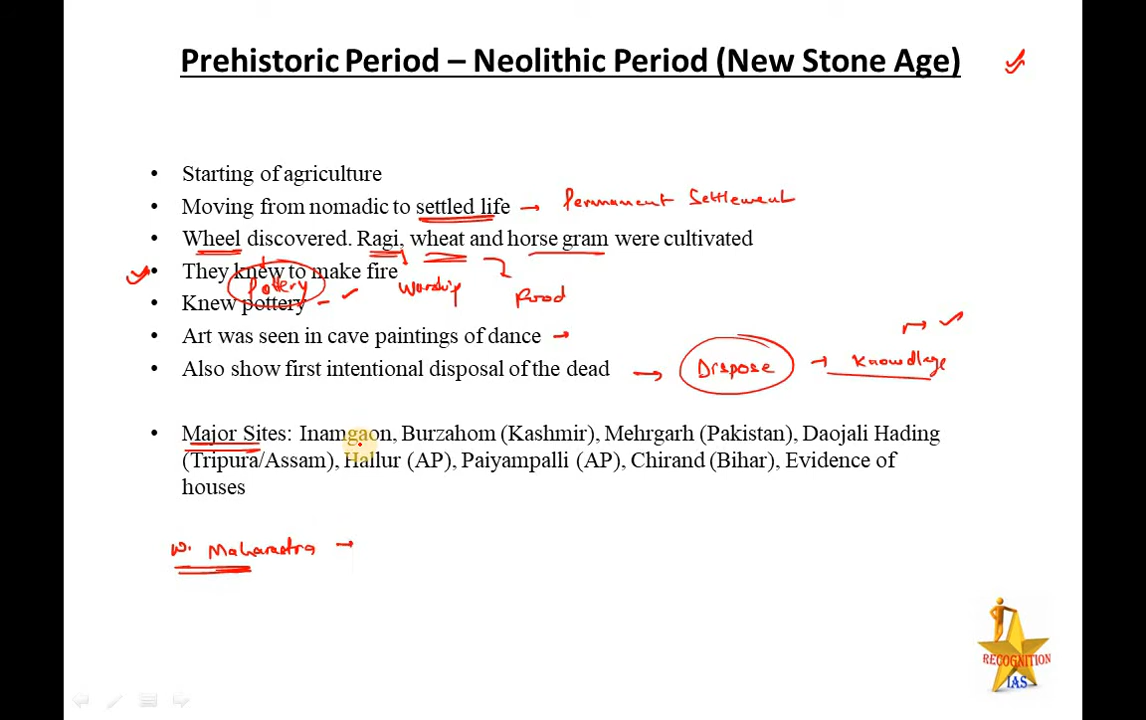 Prehistoric Period – Neolithic Period (New Stone Age)
• Starting of agriculture
• Moving from nomadic to settled life → Permanent Settlement
• Wheel discovered. Ragi, wheat and horse gram were cultivated
• They knew to make fire
Pottery Worship Food
• Knew pottery
• Art was seen in cave paintings of dance
• Also show first intentional disposal of the dead → Dispose → Knowdlage
• Major Sites: Inamgaon, Burzahom (Kashmir), Mehrgarh (Pakistan), Daojali Hading
(Tripura/Assam), Hallur (AP), Paiyampalli (AP), Chirand (Bihar), Evidence of
houses
W. Maharastra →
RECOGNITION
IAS